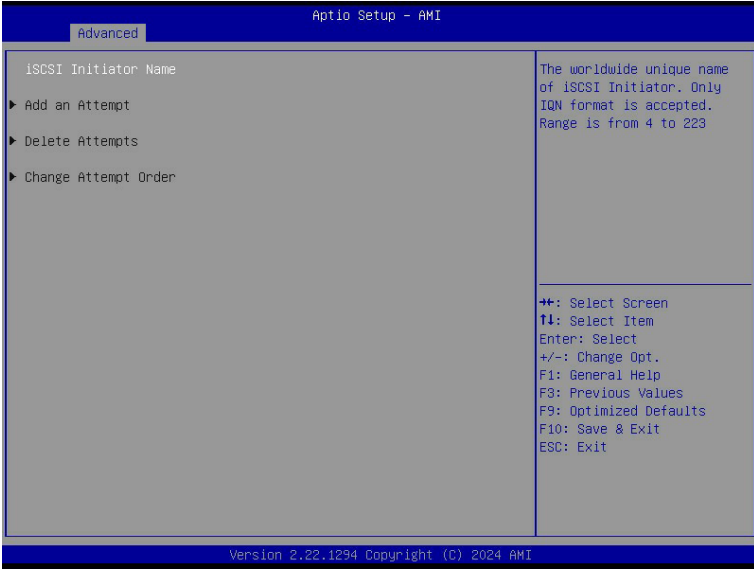 Aptio Setup – AMI
Advanced
iSCSI Initiator Name
▶ Add an Attempt
▶ Delete Attempts
▶ Change Attempt Order
The worldwide unique name
of iSCSI Initiator. Only
IQN format is accepted.
Range is from 4 to 223
→←: Select Screen
↑↓: Select Item
Enter: Select
+/-: Change Opt.
F1: General Help
F3: Previous Values
F9: Optimized Defaults
F10: Save & Exit
ESC: Exit
Version 2.22.1294 Copyright (C) 2024 AMI